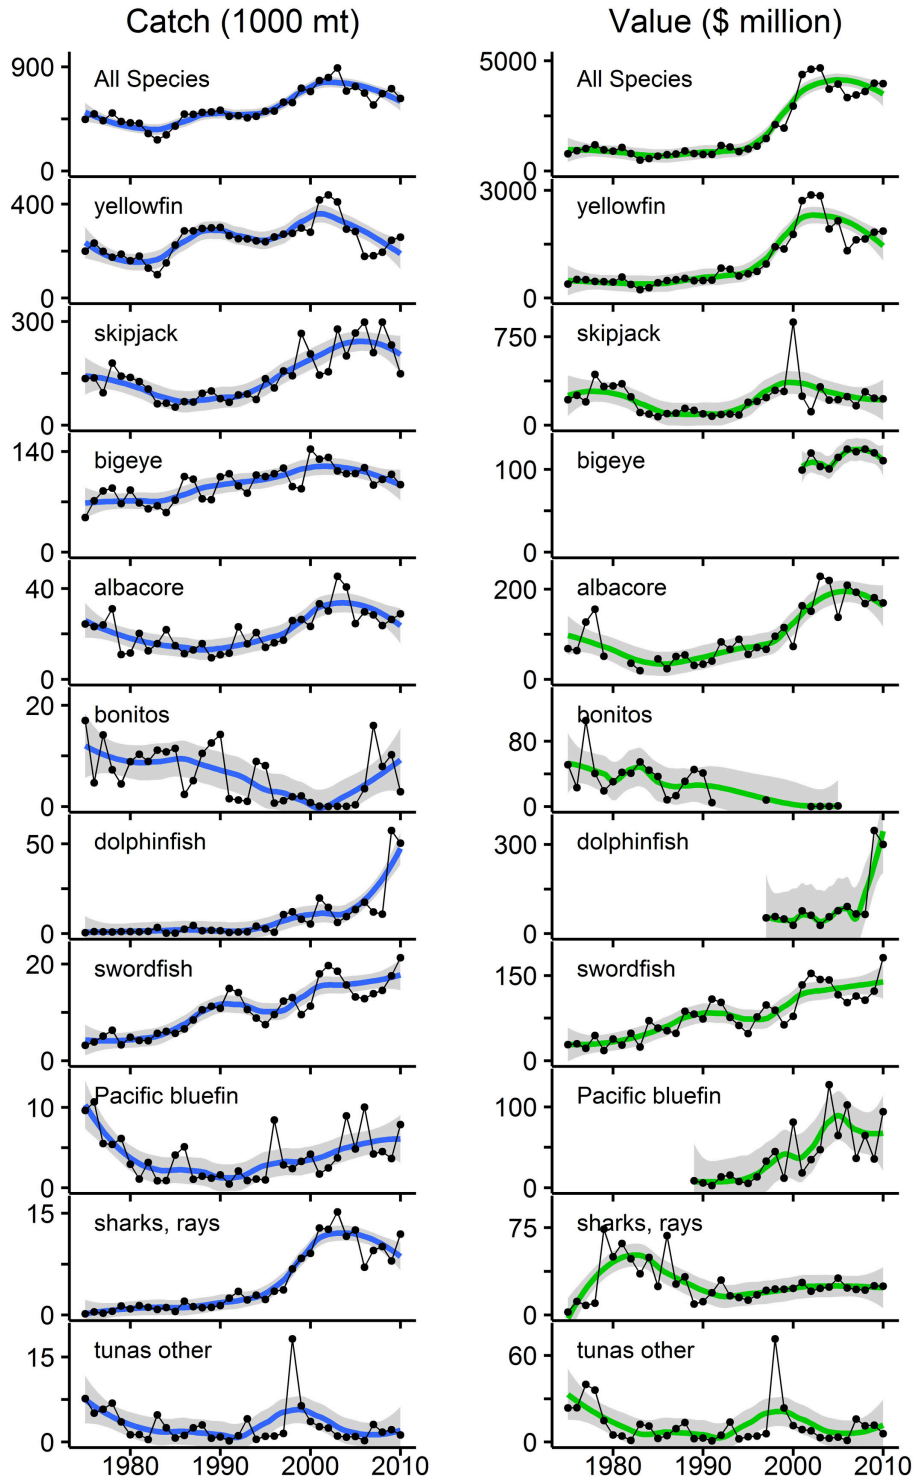 Catch (1000 mt) Value ($ million)
900 All Species 5000 All Species
0 0
400 yellowfin 3000 yellowfin
0 0
300 skipjack 750 skipjack
0 0
140 bigeye 100 bigeye
0 0
40 albacore 200 albacore
0 0
20 bonitos 80 bonitos
0 0
50 dolphinfish 300 dolphinfish
0 0
20 swordfish 150 swordfish
0 0
10 Pacific bluefin 100 Pacific bluefin
0 0
15 sharks, rays 75 sharks, rays
0 0
15 tunas other 60 tunas other
0 0
1980 1990 2000 2010 1980 1990 2000 2010